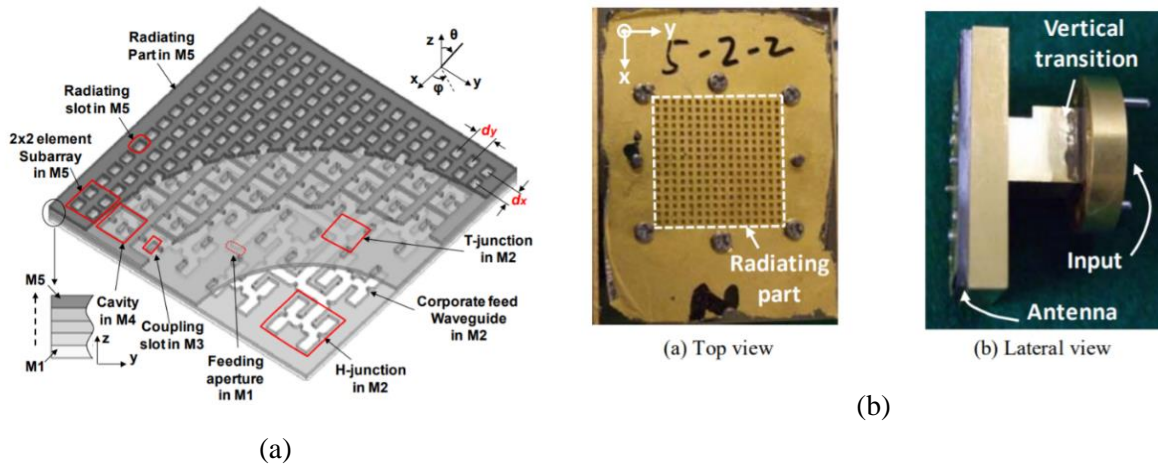 Radiating
Part in M5
Radiating
slot in M5
2x2 element
Subarray
in M5
z
θ
x
φ
y
dy
dx
M5
M1
z
y
Cavity
in M4
Coupling
slot in M3
Feeding
aperture
in M1
H-junction
in M2
Corporate feed
Waveguide
in M2
T-junction
in M2
(a)
y
x
5-2-2
Radiating
part
(a) Top view
Vertical
transition
Input
Antenna
(b) Lateral view
(b)